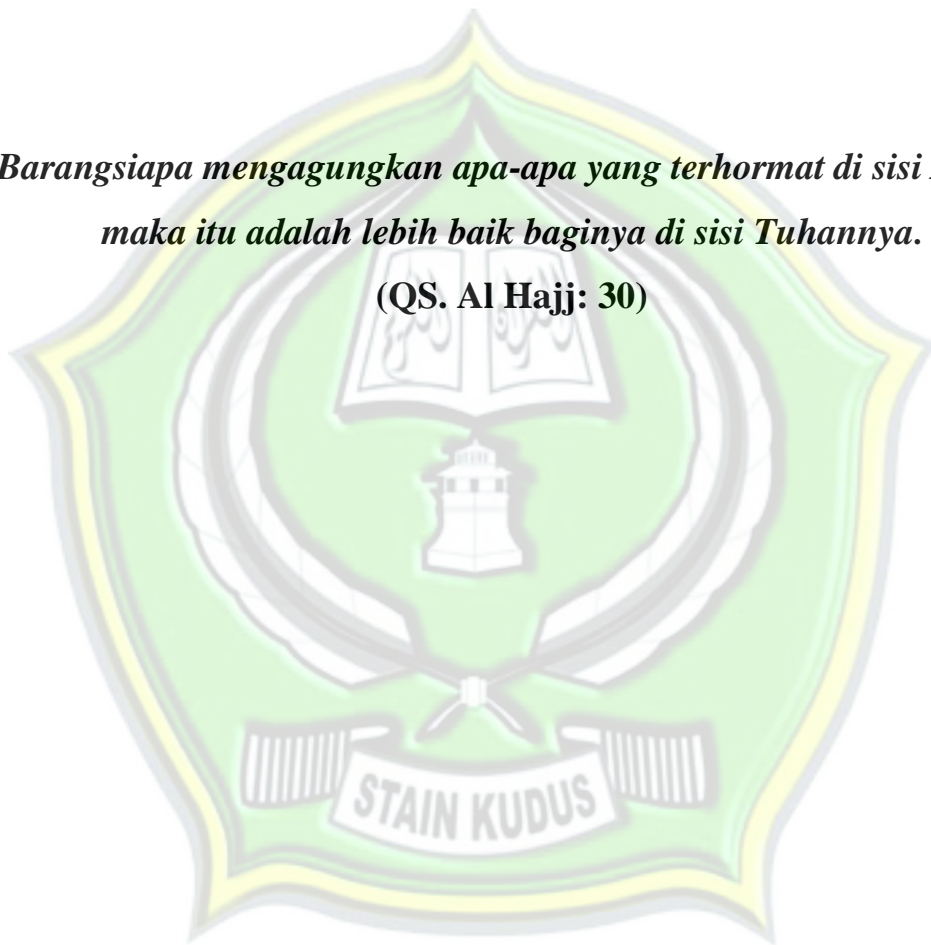 Barangsiapa mengagungkan apa-apa yang terhormat di sisi
maka itu adalah lebih baik baginya di sisi Tuhannya.
(QS. Al Hajj: 30)
STAIN KUDUS